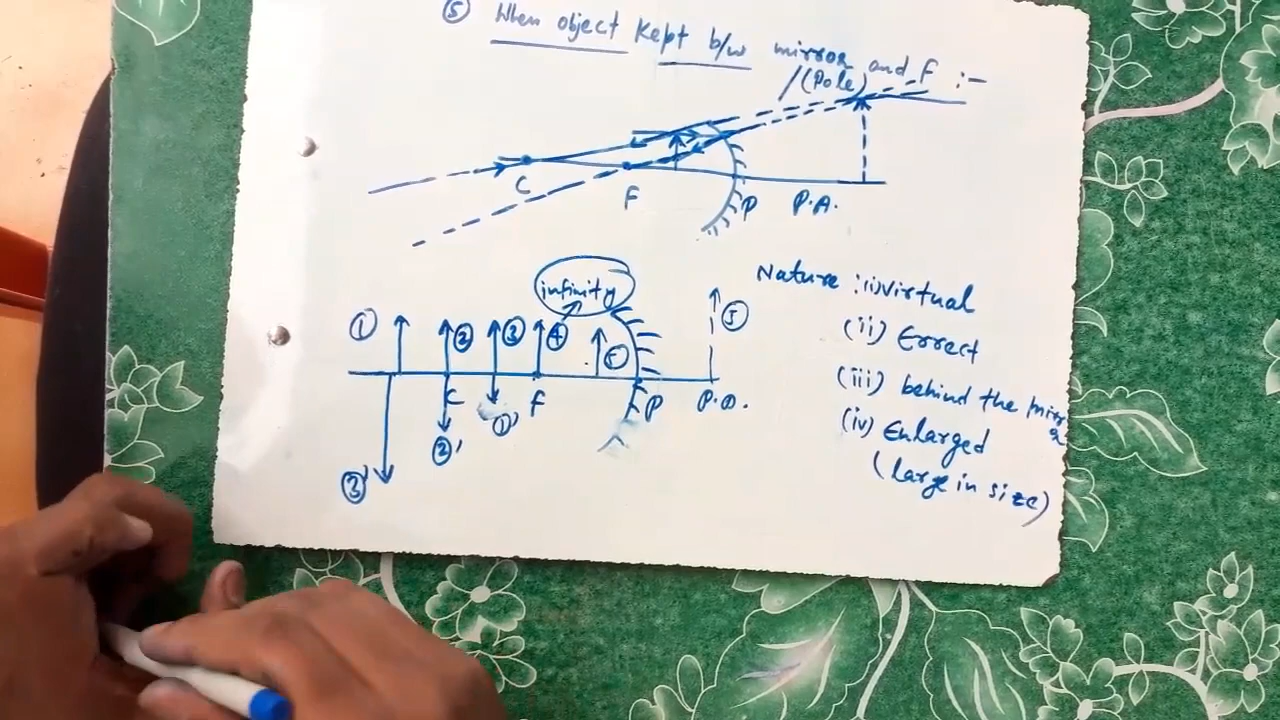 ⑤ When object Kept b/w mirror and F :-
/(Pole)
C
F
P
P.A.
infinity
① ② ③ ④ ⑤ ⑤
C ①' F P P.A.
②'
③'
Nature : (i) Virtual
(ii) Errect
(iii) behind the mirror
(iv) Enlarged
(large in size)